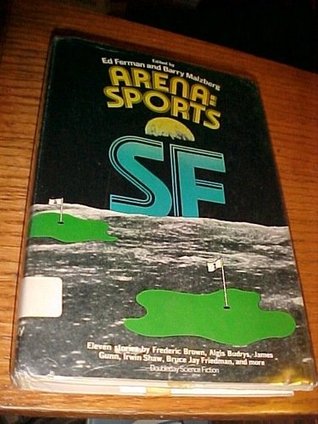 Edited by
Ed Ferman and Barry Malzberg
ARENA:
SPORTS
SF
Eleven stories by Frederic Brown, Algis Budrys, James
Gunn, Irwin Shaw, Bruce Jay Friedman, and more
Doubleday Science Fiction